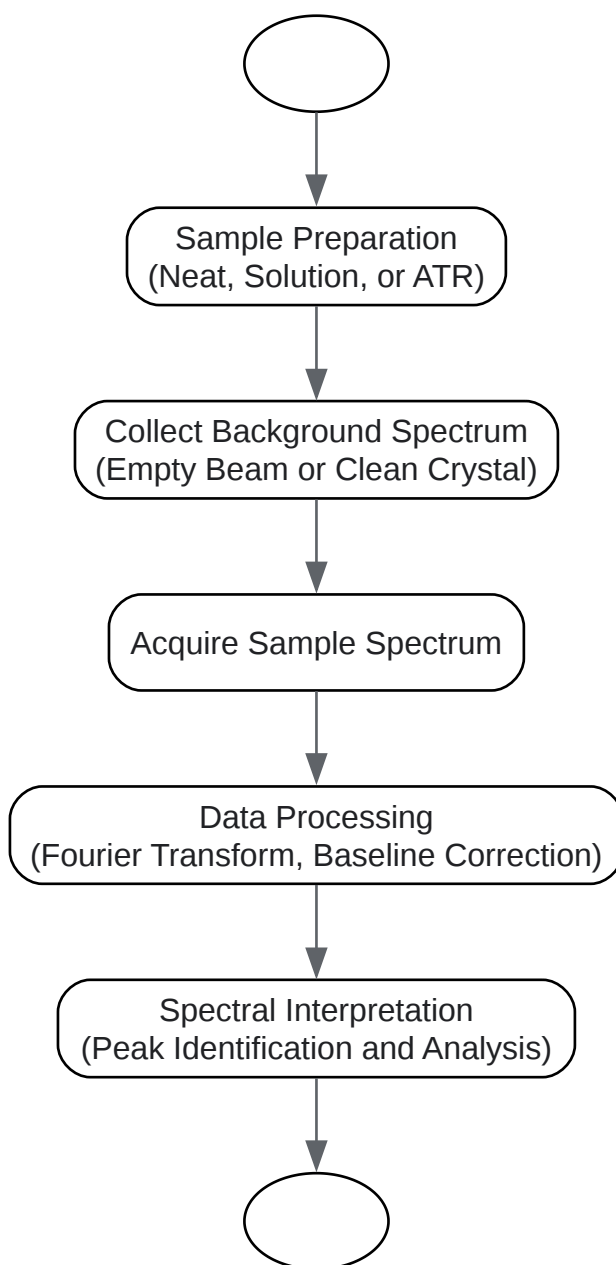 Sample Preparation
(Neat, Solution, or ATR)
Collect Background Spectrum
(Empty Beam or Clean Crystal)
Acquire Sample Spectrum
Data Processing
(Fourier Transform, Baseline Correction)
Spectral Interpretation
(Peak Identification and Analysis)